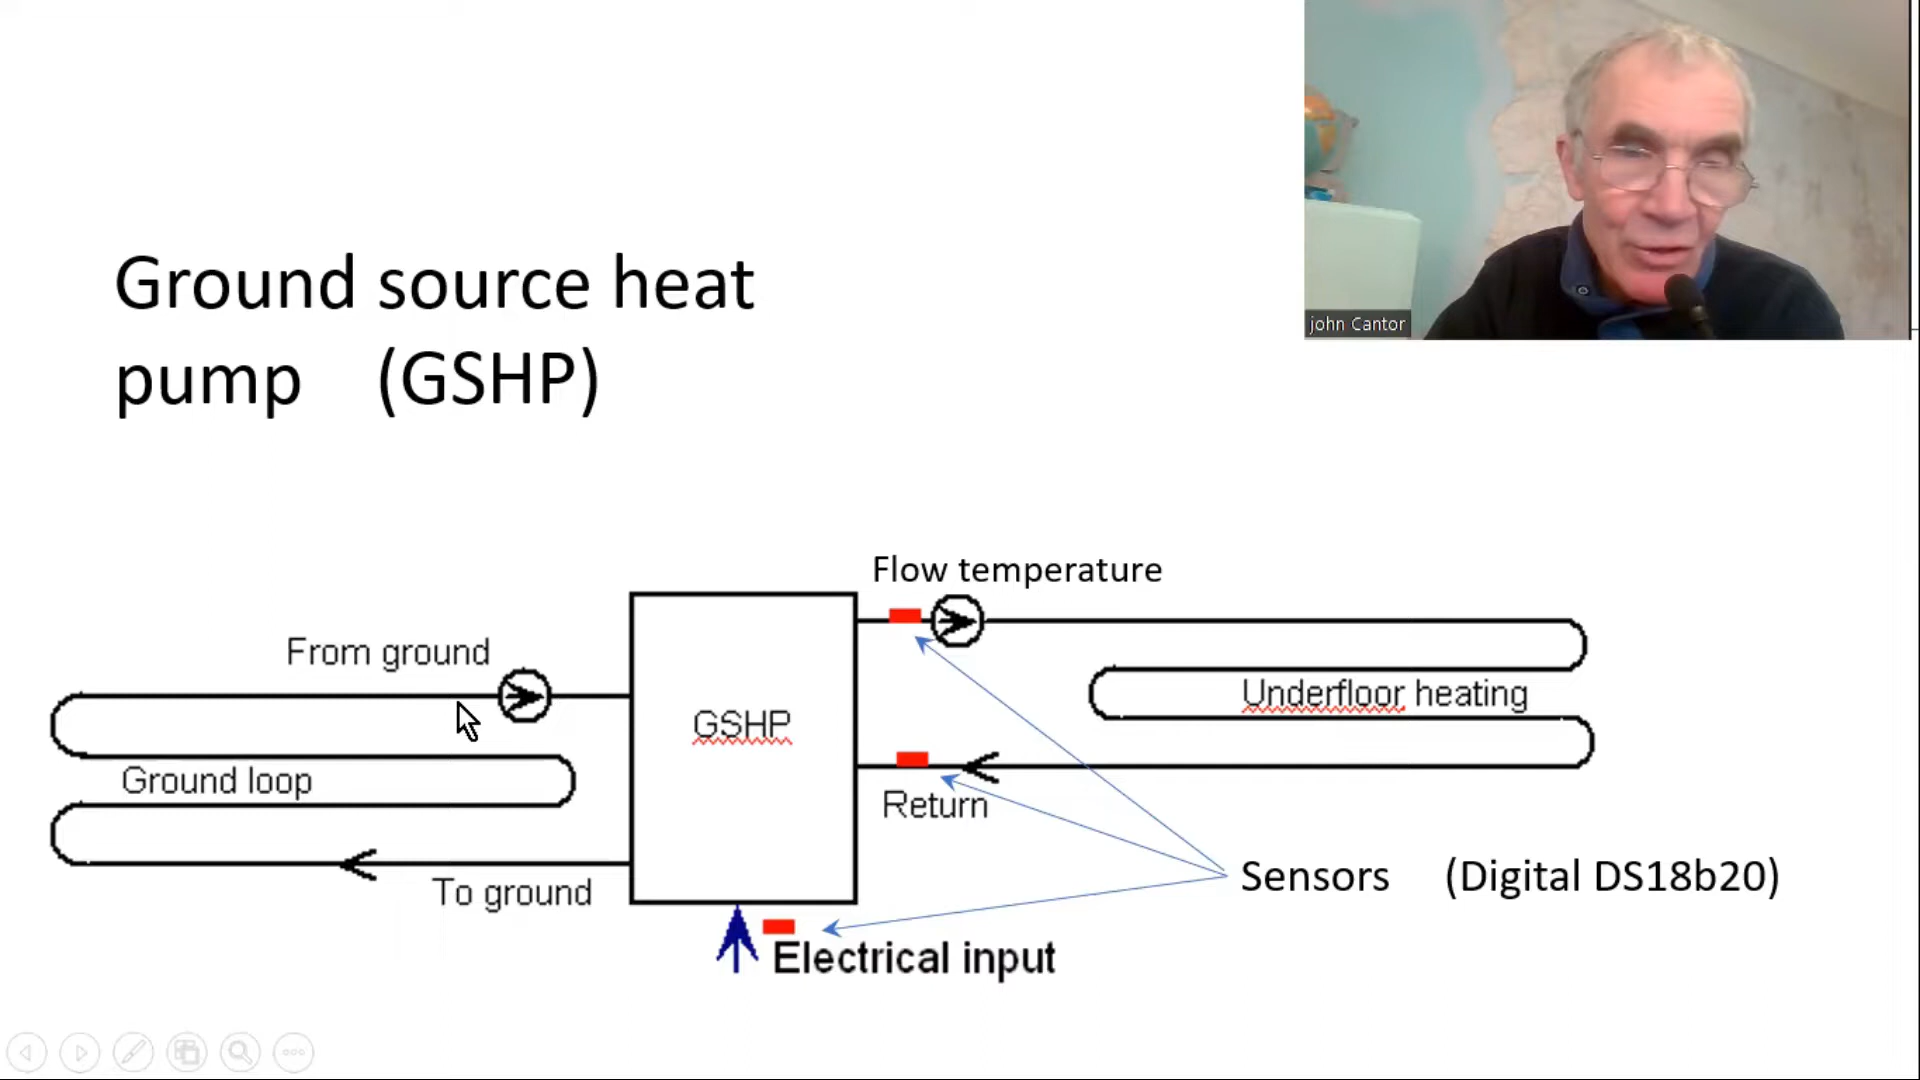 john Cantor
Ground source heat
pump (GSHP)
Flow temperature
From ground
GSHP
Underfloor heating
Ground loop
Return
To ground
Sensors (Digital DS18b20)
Electrical input